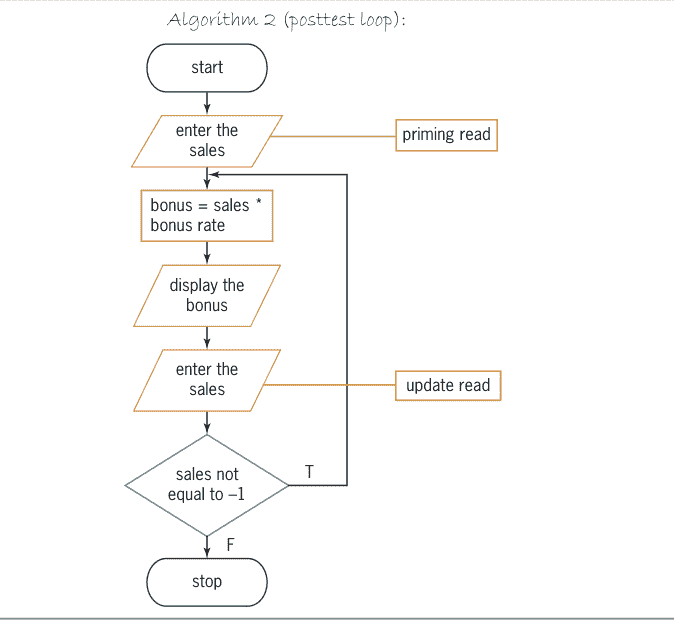 Algorithm 2 (posttest loop):
start
enter the
sales
priming read
bonus = sales *
bonus rate
display the
bonus
enter the
sales
update read
sales not
equal to –1
T
F
stop